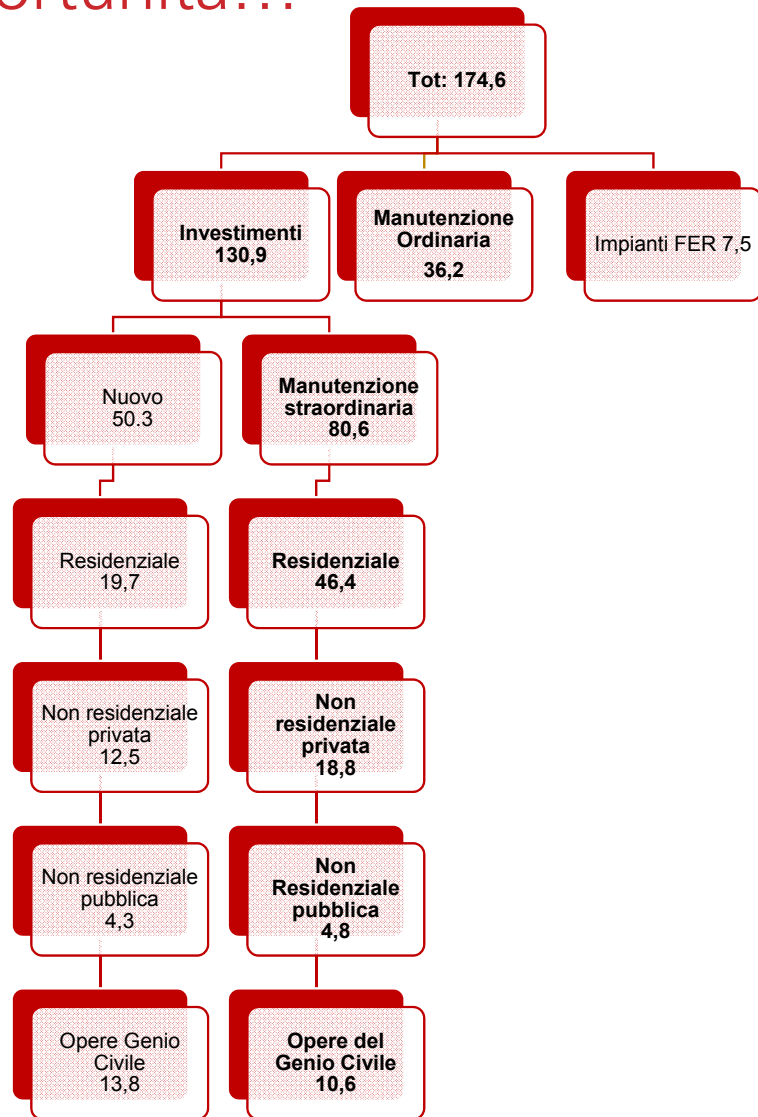 ortunità...
Tot: 174,6
Investimenti
130,9
Manutenzione
Ordinaria
36,2
Impianti FER 7,5
Nuovo
50.3
Manutenzione
straordinaria
80,6
Residenziale
19,7
Residenziale
46,4
Non residenziale
privata
12,5
Non
residenziale
privata
18,8
Non residenziale
pubblica
4,3
Non
Residenziale
pubblica
4,8
Opere Genio
Civile
13,8
Opere del
Genio Civile
10,6